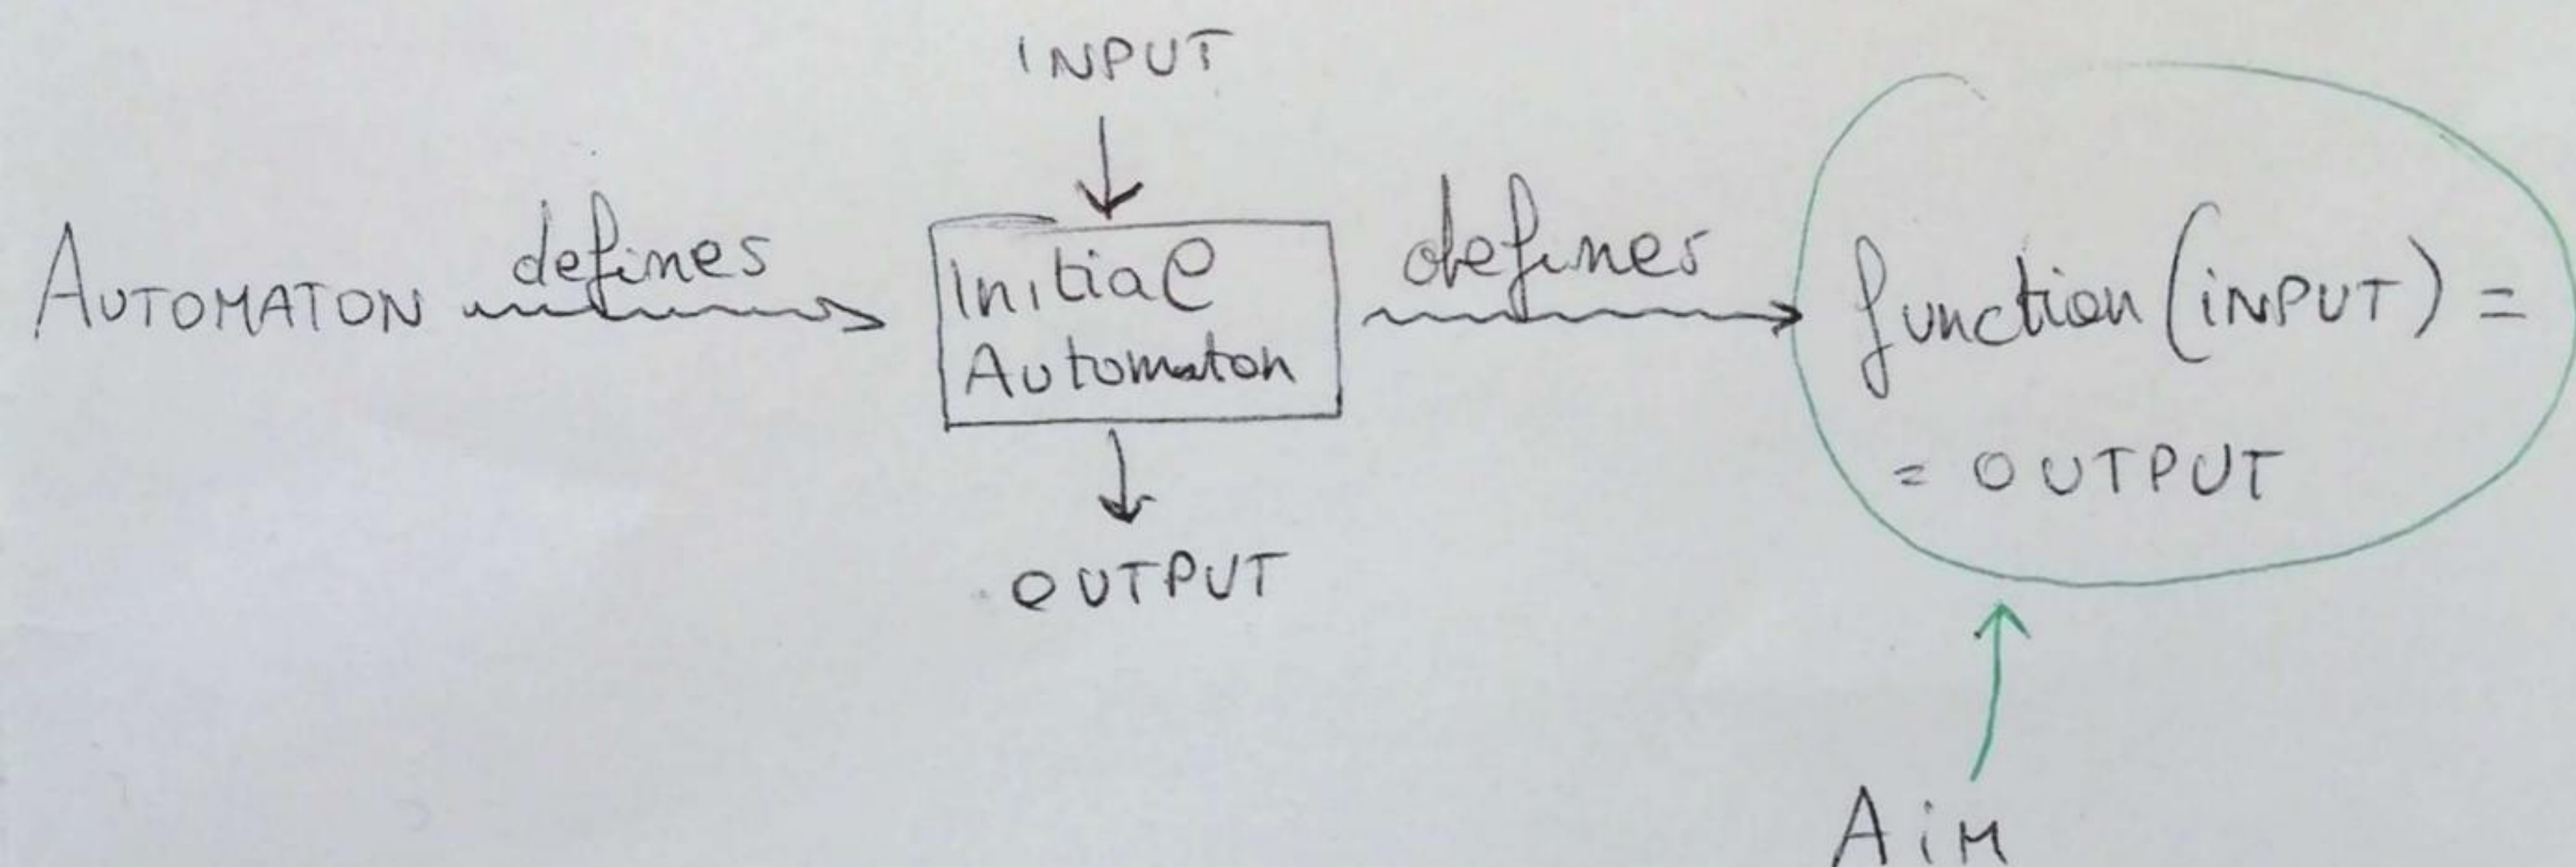 INPUT
AUTOMATON defines Initial defines function (INPUT) =
Automaton
= OUTPUT
OUTPUT
AiM